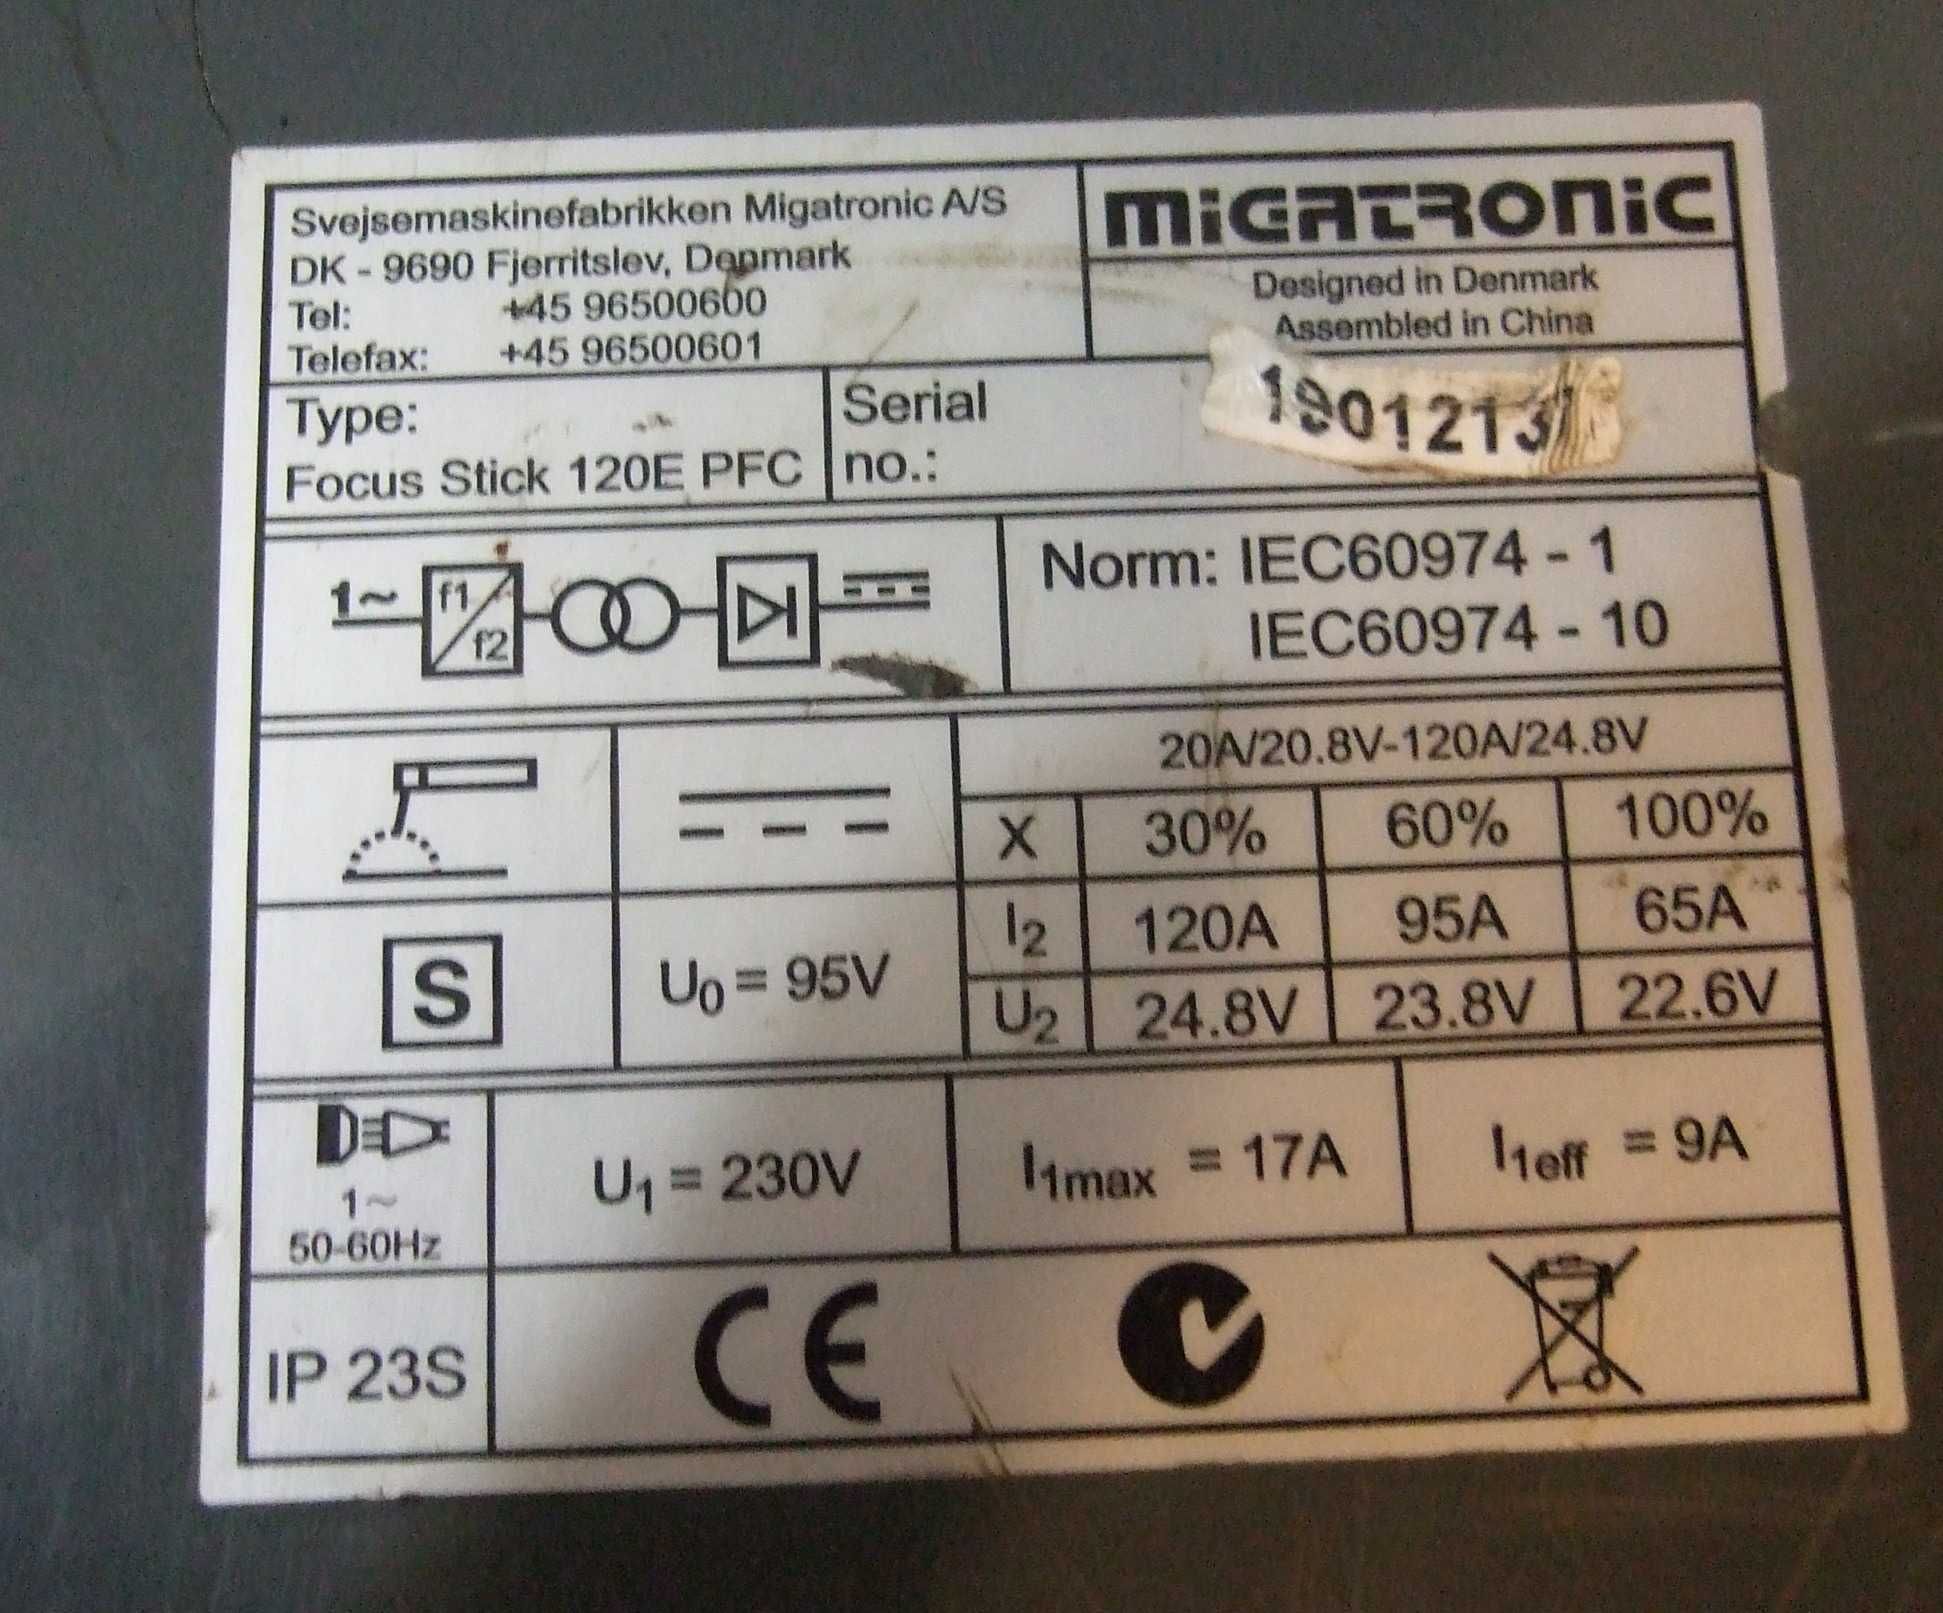 Svejsemaskinefabrikken Migatronic A/S
DK - 9690 Fjerritslev, Denmark
Tel: +45 96500600
Telefax: +45 96500601
MiGATRONiC
Designed in Denmark
Assembled in China
Type:
Focus Stick 120E PFC
Serial
no.:
1~ f1/f2
Norm: IEC60974 - 1
IEC60974 - 10
20A/20.8V-120A/24.8V
X 30% 60% 100%
I2 120A 95A 65A
U2 24.8V 23.8V 22.6V
S
U0 = 95V
1~
50-60Hz
U1 = 230V
I1max = 17A
I1eff = 9A
IP 23S
CE